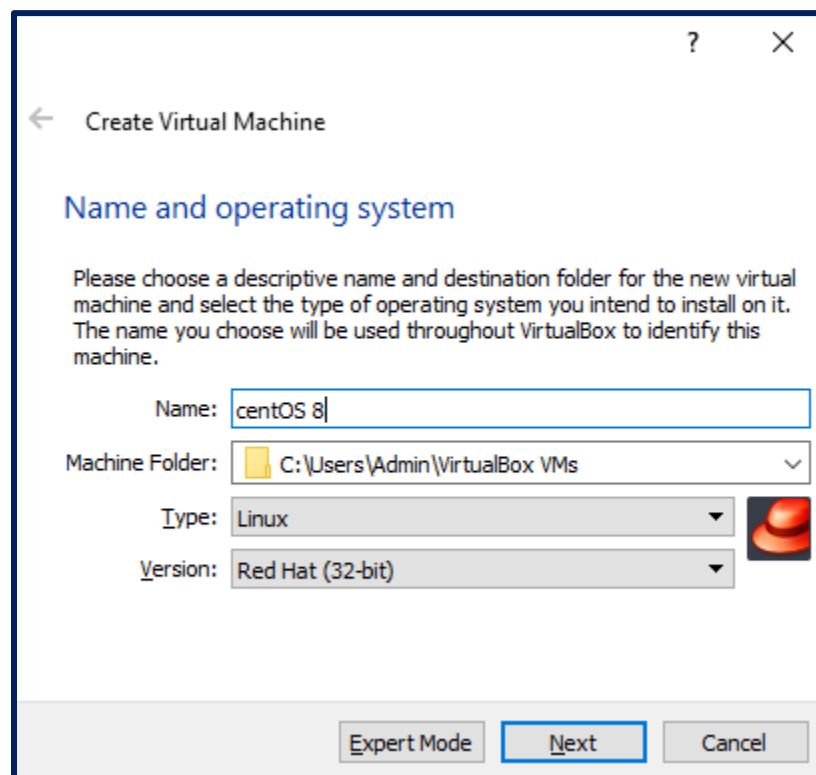 ?
Create Virtual Machine
Name and operating system
Please choose a descriptive name and destination folder for the new virtual
machine and select the type of operating system you intend to install on it.
The name you choose will be used throughout VirtualBox to identify this
machine.
Name: centOS 8
Machine Folder: C:\Users\Admin\VirtualBox VMs
Type: Linux
Version: Red Hat (32-bit)
Expert Mode Next Cancel